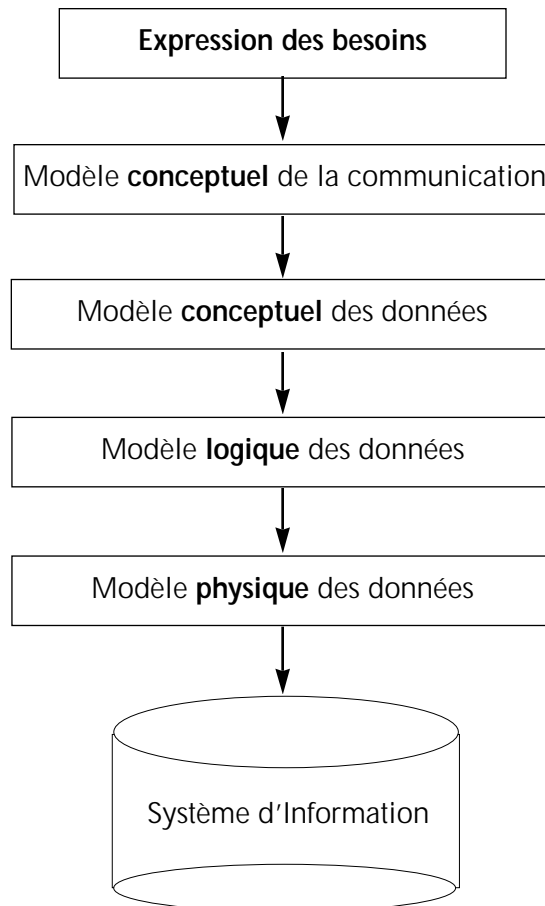 Expression des besoins
Modèle conceptuel de la communication
Modèle conceptuel des données
Modèle logique des données
Modèle physique des données
Système d'Information